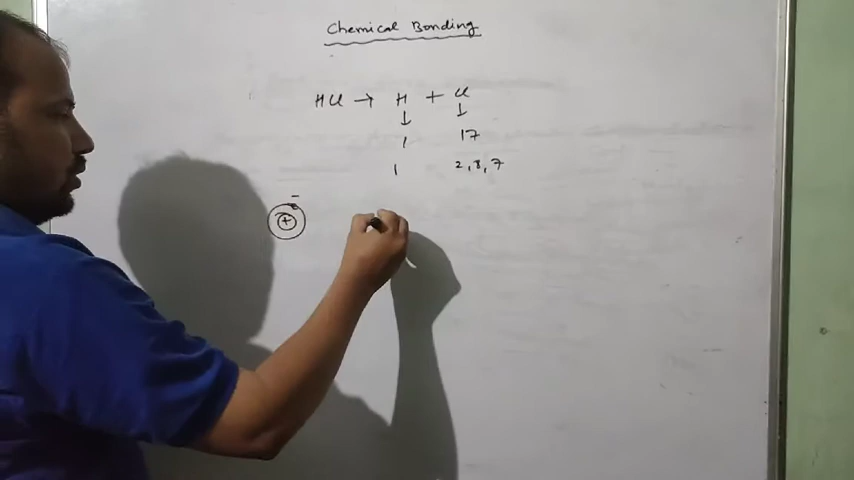 Chemical Bonding
HCl → H + Cl
↓ ↓
1 17
1 2, 8, 7
−
+